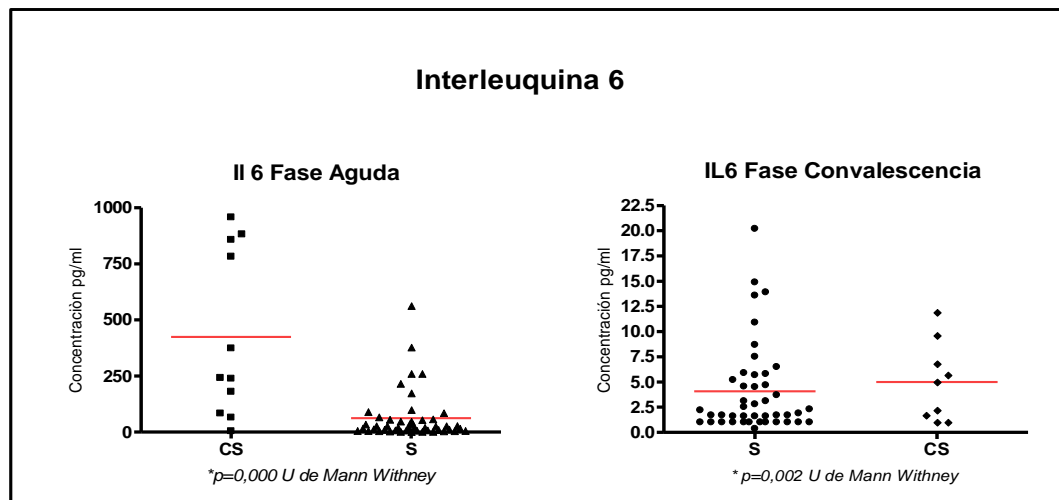 Interleuquina 6
Il 6 Fase Aguda
Concentraciòn pg/ml
1000
750
500
250
0
CS
S
*p=0,000 U de Mann Withney
IL6 Fase Convalescencia
Concentraciòn pg/ml
22.5
20.0
17.5
15.0
12.5
10.0
7.5
5.0
2.5
0.0
S
CS
* p=0,002 U de Mann Withney